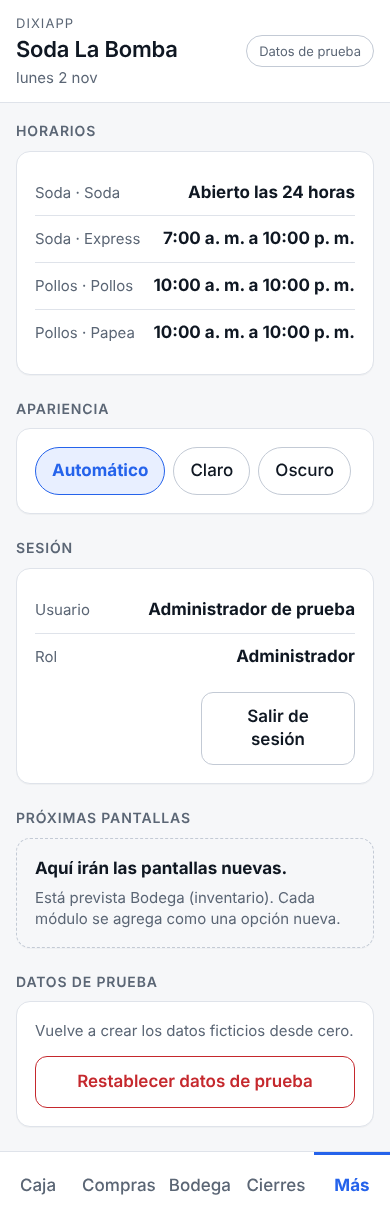 DIXIAPP
Soda La Bomba
lunes 2 nov
Datos de prueba
HORARIOS
Soda · Soda Abierto las 24 horas
Soda · Express 7:00 a. m. a 10:00 p. m.
Pollos · Pollos 10:00 a. m. a 10:00 p. m.
Pollos · Papea 10:00 a. m. a 10:00 p. m.
APARIENCIA
Automático Claro Oscuro
SESIÓN
Usuario Administrador de prueba
Rol Administrador
Salir de
sesión
PRÓXIMAS PANTALLAS
Aquí irán las pantallas nuevas.
Está prevista Bodega (inventario). Cada
módulo se agrega como una opción nueva.
DATOS DE PRUEBA
Vuelve a crear los datos ficticios desde cero.
Restablecer datos de prueba
Caja Compras Bodega Cierres Más